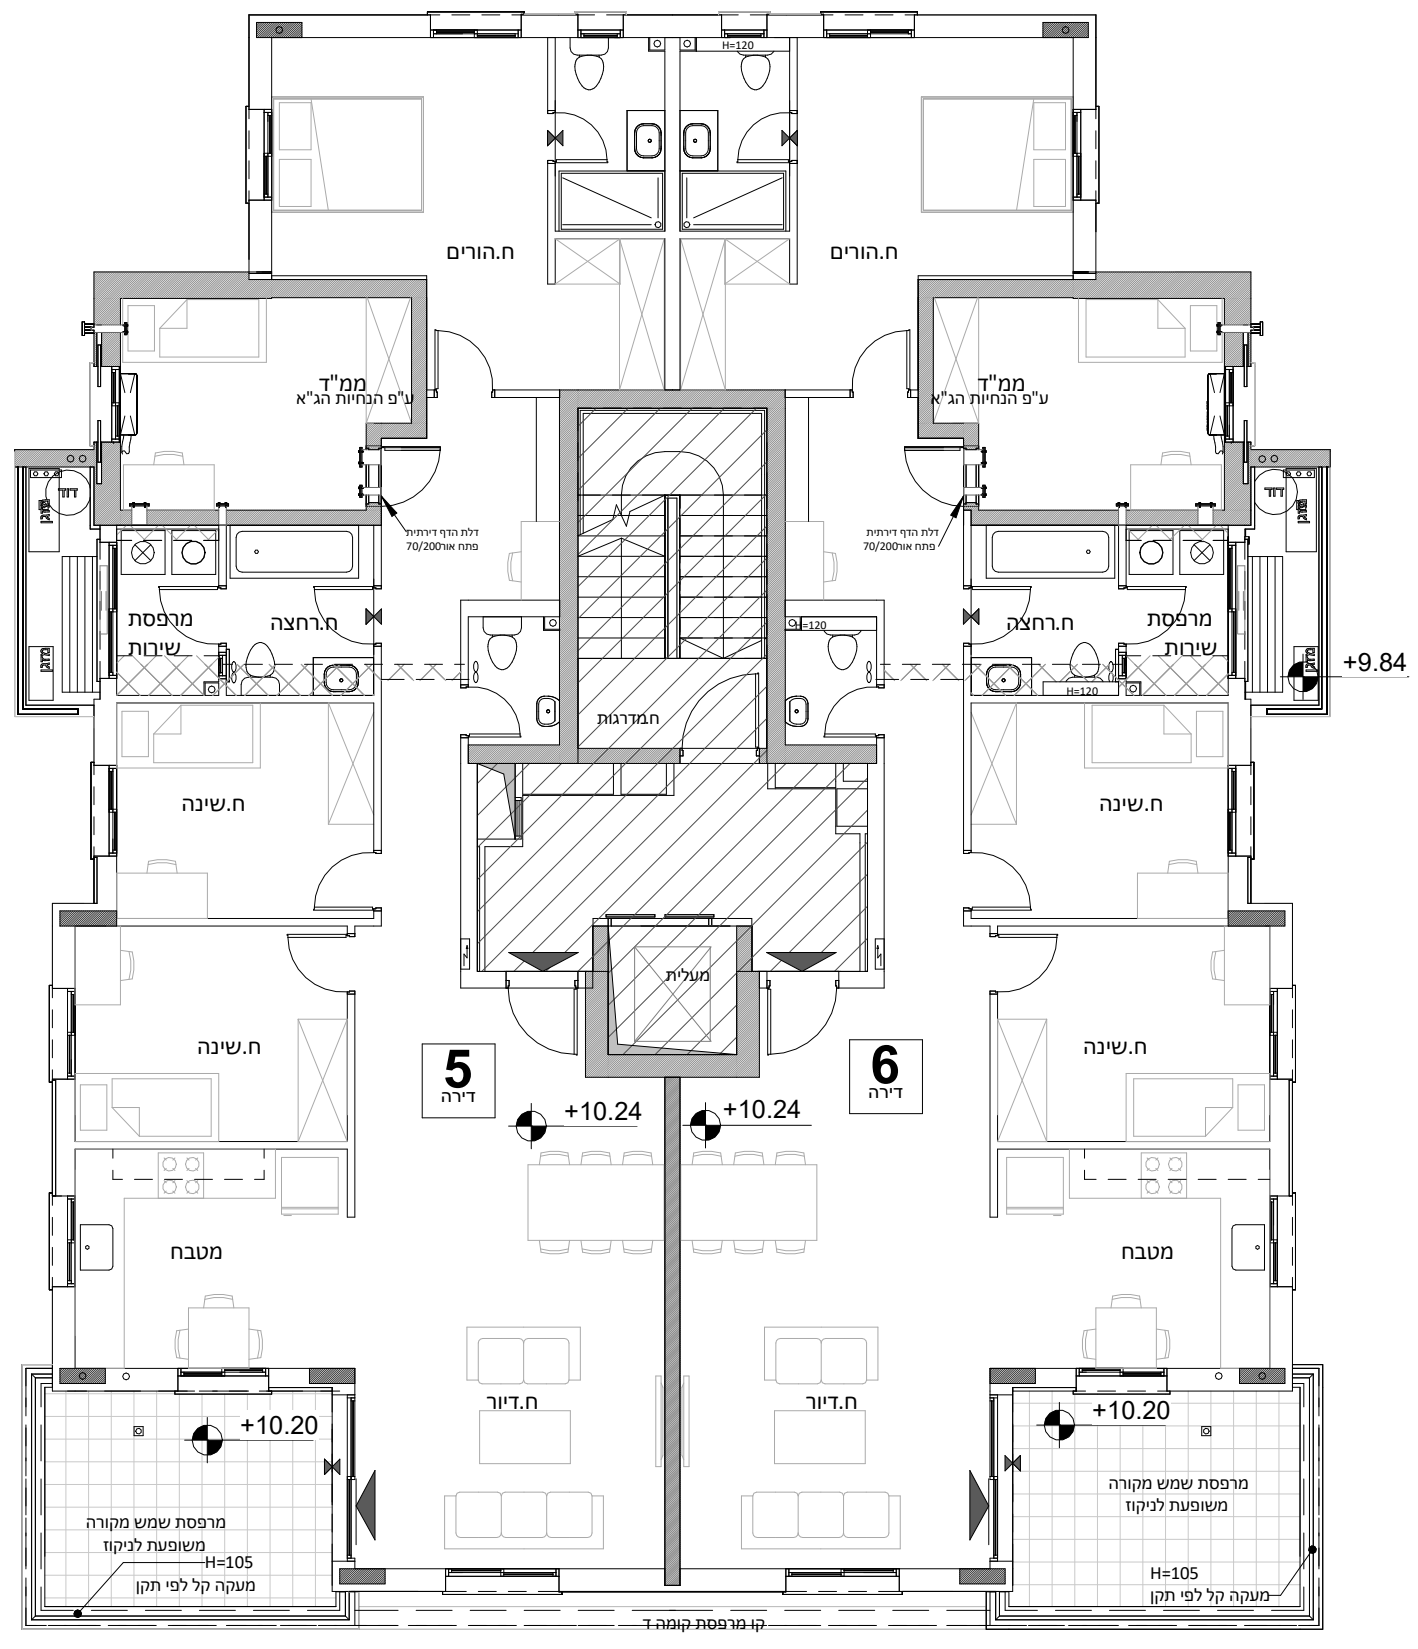 H=120
ח.הורים
ח.הורים
ממ"ד
ע"פ הנחיות הג"א
ממ"ד
ע"פ הנחיות הג"א
דוד
מזגן
דוד
מזגן
דלת הדף דירתית
פתח אור70/200
דלת הדף דירתית
פתח אור70/200
מרפסת
שירות
ח.רחצה
H=120
ח.רחצה
מרפסת
שירות
מזגן
מזגן
+9.84
H=120
ח.מדרגות
ח.שינה
ח.שינה
מעלית
ח.שינה
ח.שינה
5
דירה
6
דירה
+10.24
+10.24
מטבח
מטבח
ח.דיור
ח.דיור
+10.20
+10.20
מרפסת שמש מקורה
משופעת לניקוז
H=105
מעקה קל לפי תקן
מרפסת שמש מקורה
משופעת לניקוז
H=105
מעקה קל לפי תקן
קו מרפסת קומה ד